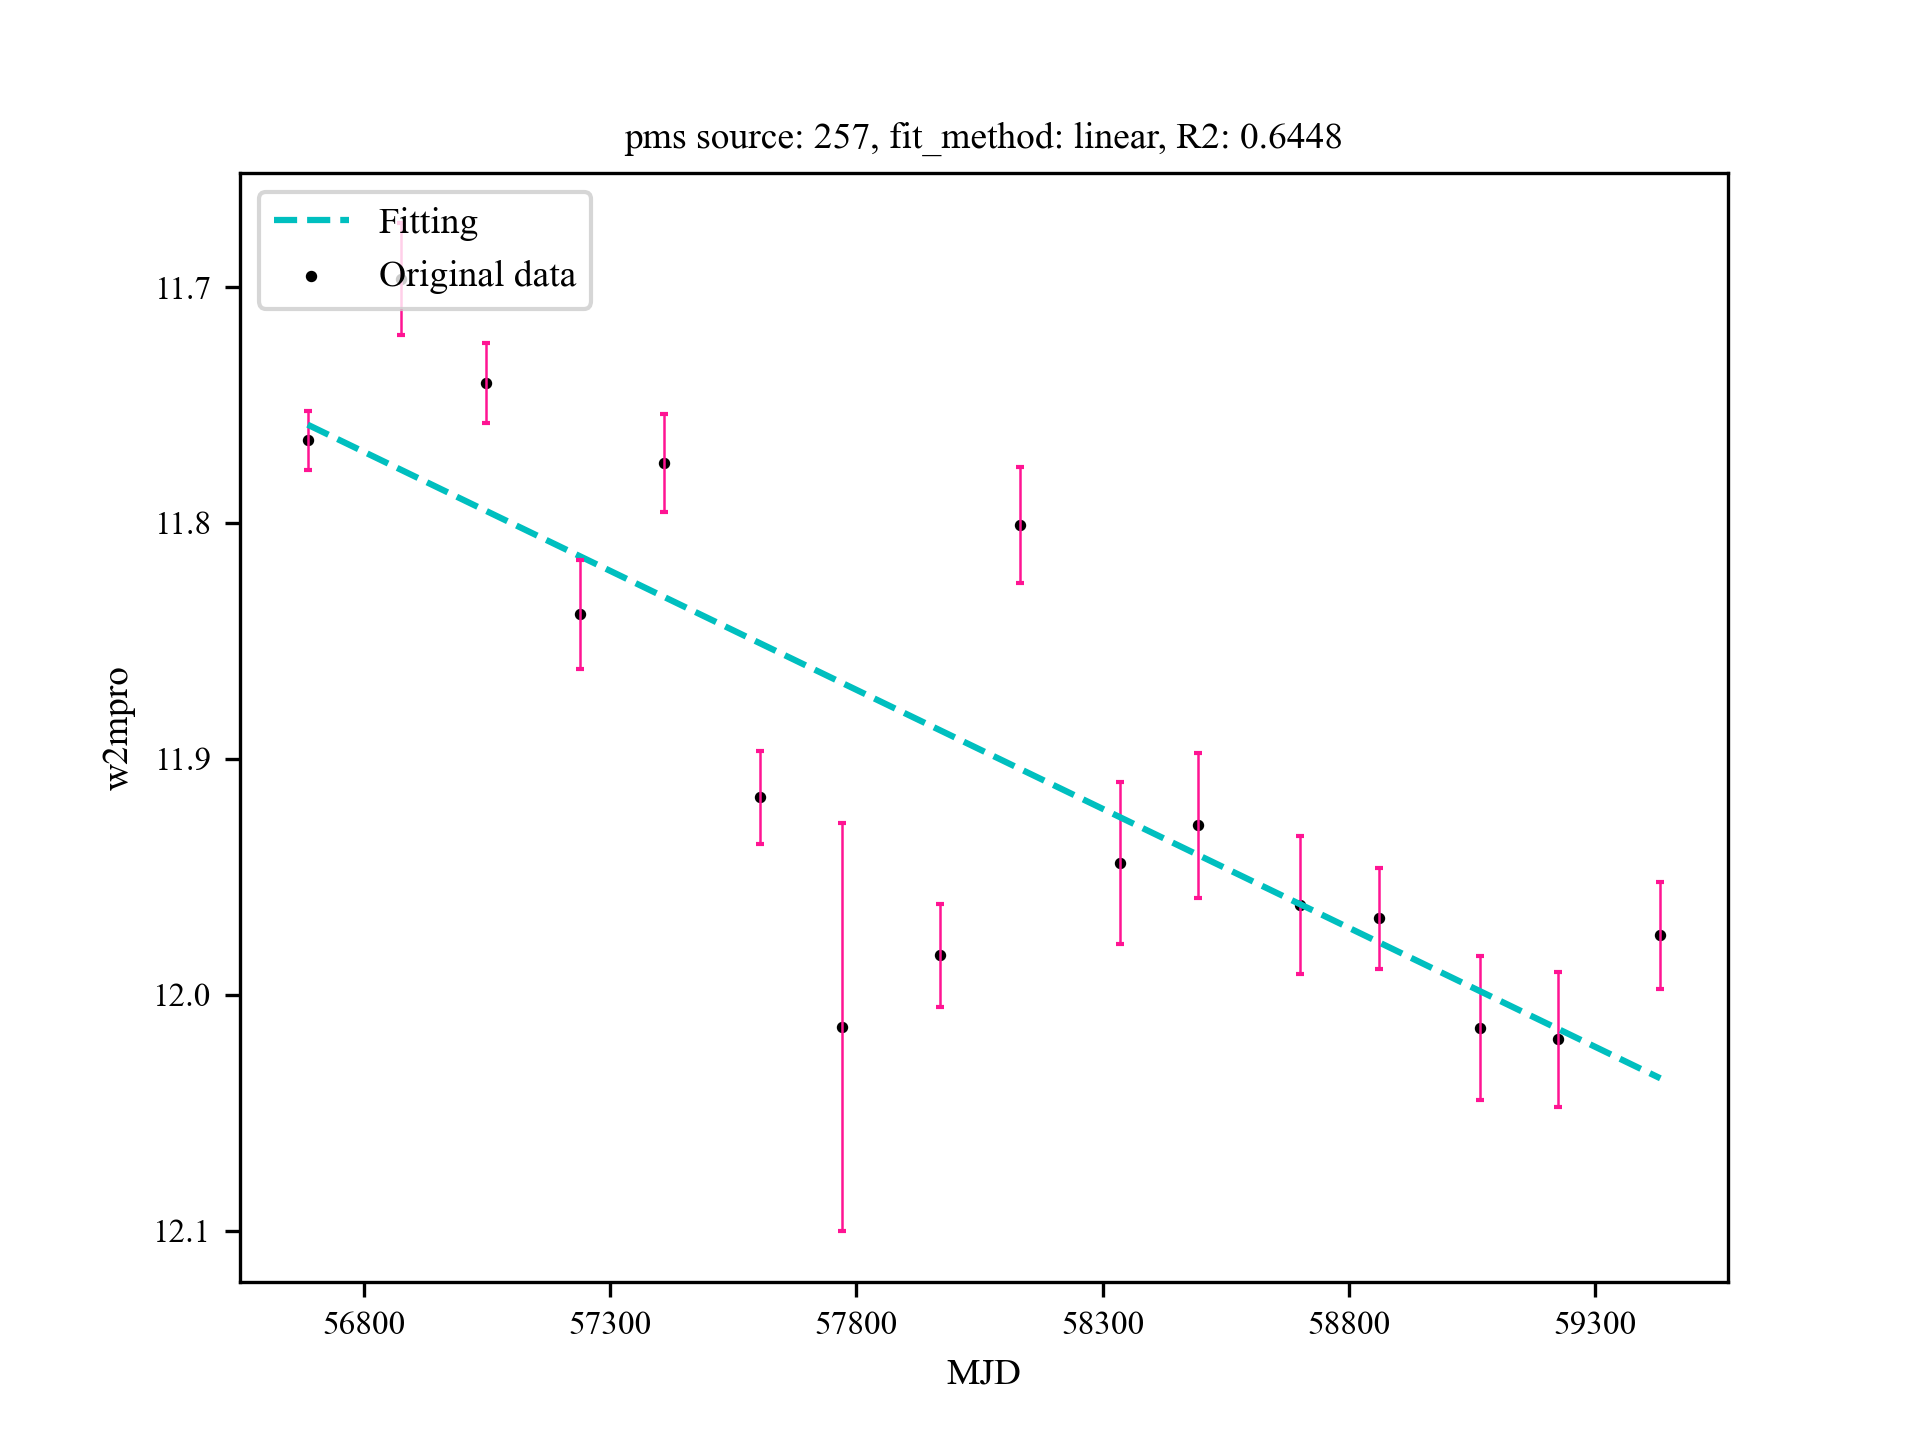 pms source: 257, fit_method: linear, R2: 0.6448
Fitting
Original data
11.7
11.8
11.9
12.0
12.1
w2mpro
56800 57300 57800 58300 58800 59300
MJD